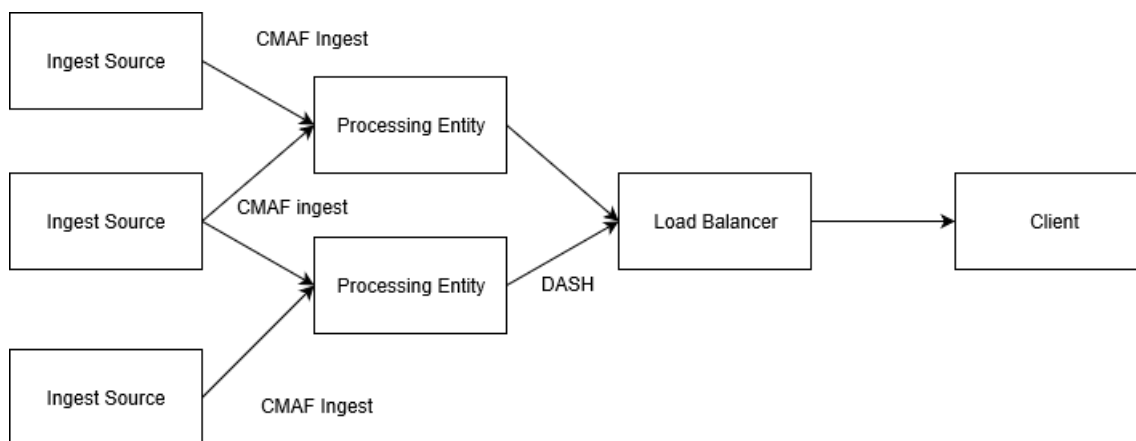 CMAF Ingest
Ingest Source
Processing Entity
Ingest Source
CMAF ingest
Load Balancer
Client
Processing Entity
DASH
Ingest Source
CMAF Ingest